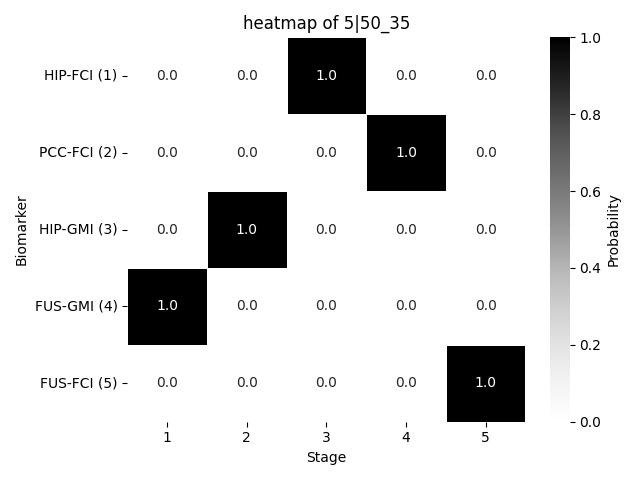 heatmap of 5|50_35
HIP-FCI (1) 0.0 0.0 1.0 0.0 0.0
PCC-FCI (2) 0.0 0.0 0.0 1.0 0.0
HIP-GMI (3) 0.0 1.0 0.0 0.0 0.0
FUS-GMI (4) 1.0 0.0 0.0 0.0 0.0
FUS-FCI (5) 0.0 0.0 0.0 0.0 1.0
1 2 3 4 5
Stage
Biomarker
1.0
0.8
0.6
0.4
0.2
0.0
Probability